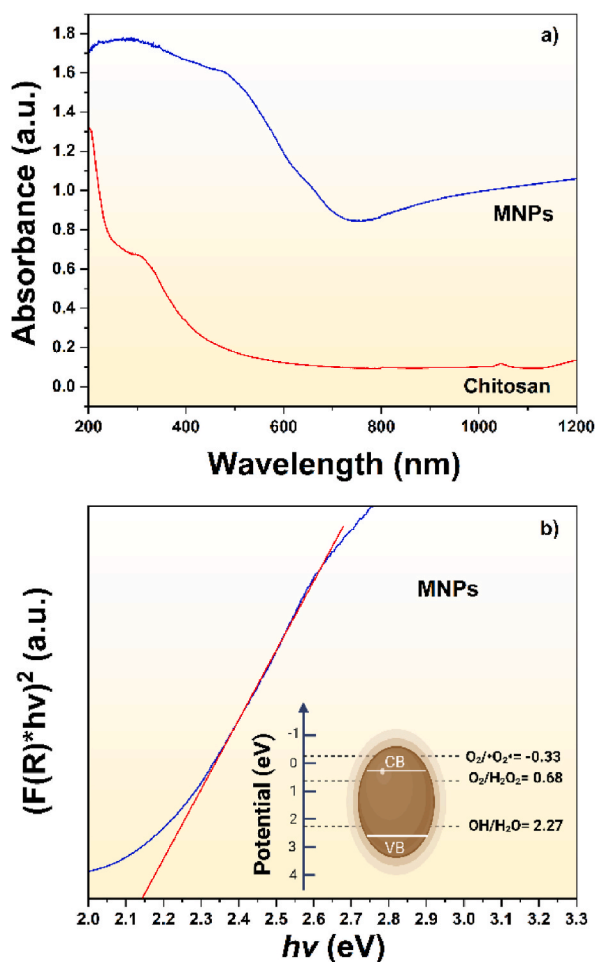 a)
Absorbance (a.u.)
1.8
1.6
1.4
1.2
1.0
0.8
0.6
0.4
0.2
0.0
MNPs
Chitosan
200 400 600 800 1000 1200
Wavelength (nm)
b)
(F(R)*hv)² (a.u.)
MNPs
Potential (eV)
-1
0
1
2
3
4
CB
VB
O₂/•O₂•= -0.33
O₂/H₂O₂= 0.68
OH/H₂O= 2.27
2.0 2.1 2.2 2.3 2.4 2.5 2.6 2.7 2.8 2.9 3.0 3.1 3.2 3.3
hv (eV)